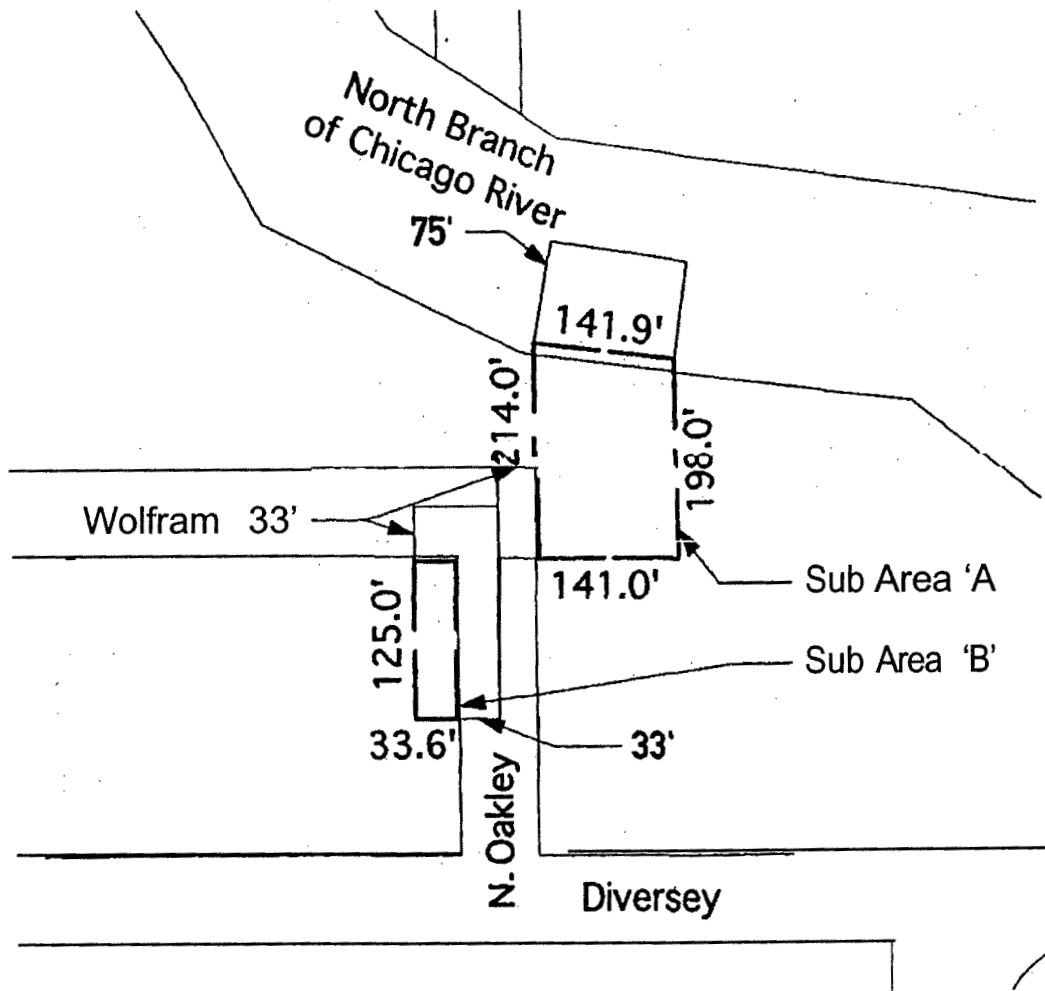 North Branch
of Chicago River
75'
141.9'
214.0'
198.0'
Wolfram 33'
141.0'
Sub Area ‘A
125.0'
Sub Area ‘B’
33.6'
33'
N. Oakley
Diversey